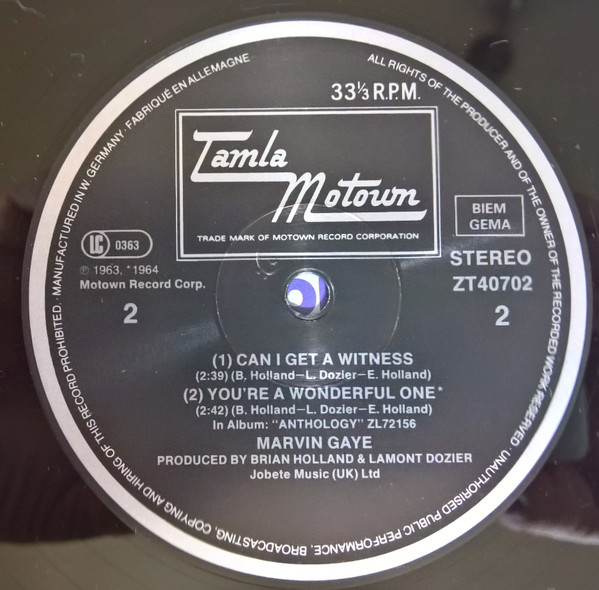 33⅓ R.P.M.
Tamla
Motown
TRADE MARK OF MOTOWN RECORD CORPORATION
BIEM
GEMA
LC 0363
STEREO
ZT40702
℗ 1963, *1964
Motown Record Corp.
2
2
(1) CAN I GET A WITNESS
(2:39) (B. Holland—L. Dozier—E. Holland)
(2) YOU'RE A WONDERFUL ONE*
(2:42) (B. Holland—L. Dozier—E. Holland)
In Album: "ANTHOLOGY" ZL72156
MARVIN GAYE
PRODUCED BY BRIAN HOLLAND & LAMONT DOZIER
Jobete Music (UK) Ltd
ALL RIGHTS OF THE PRODUCER AND OF THE OWNER OF THE RECORDED WORK RESERVED · UNAUTHORISED PUBLIC PERFORMANCE, BROADCASTING, COPYING AND HIRING OF THIS RECORD PROHIBITED. · MANUFACTURED IN W. GERMANY · FABRIQUÉ EN ALLEMAGNE